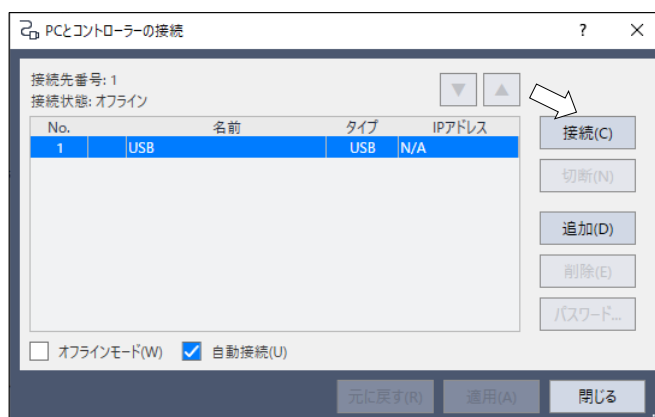 PCとコントローラーの接続
接続先番号: 1
接続状態: オフライン
No. 名前 タイプ IPアドレス
1 USB USB N/A
接続(C)
切断(N)
追加(D)
削除(E)
パスワード...
オフラインモード(W) 自動接続(U)
元に戻す(R) 適用(A) 閉じる